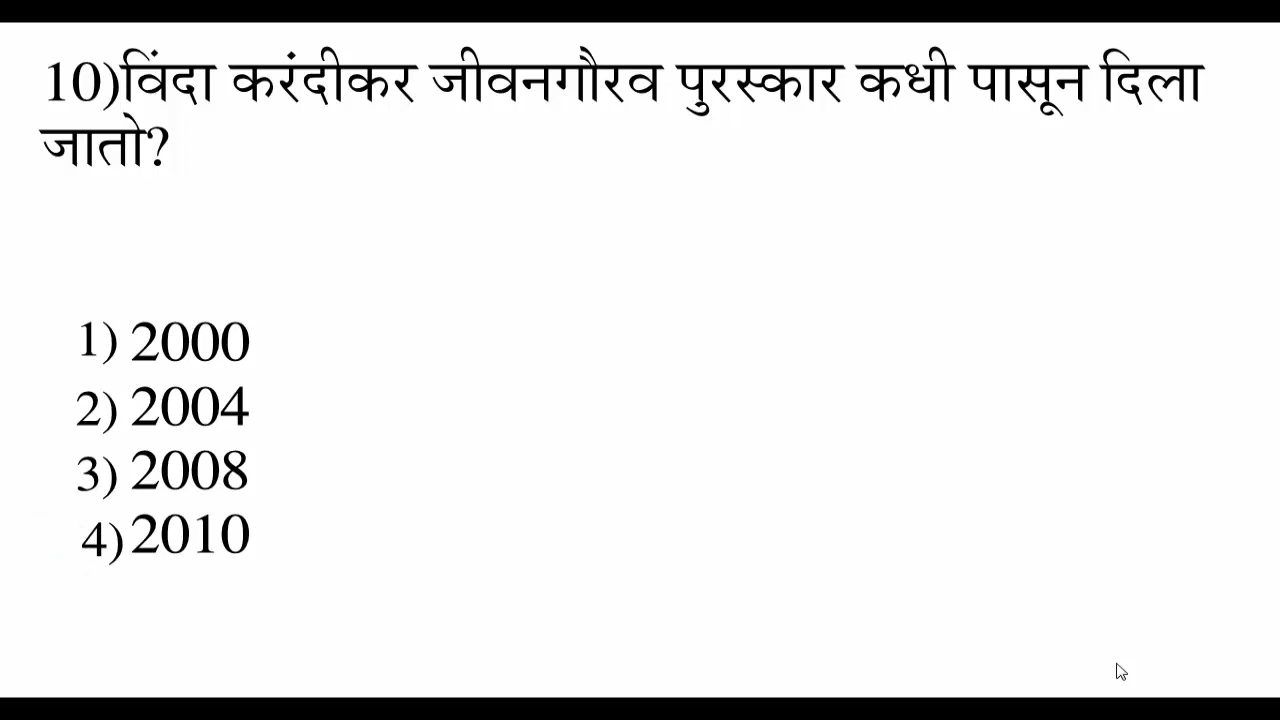 10)विंदा करंदीकर जीवनगौरव पुरस्कार कधी पासून दिला
जातो?
1) 2000
2) 2004
3) 2008
4) 2010